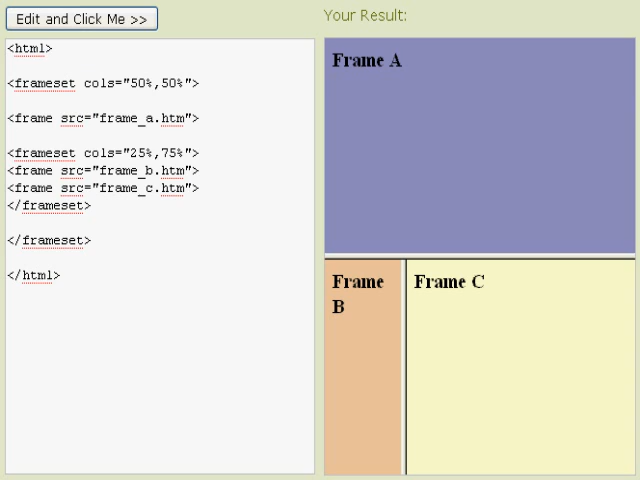 Edit and Click Me >>
Your Result:
<html>
<frameset cols="50%,50%">
<frame src="frame_a.htm">
<frameset cols="25%,75%">
<frame src="frame_b.htm">
<frame src="frame_c.htm">
</frameset>
</frameset>
</html>
Frame A
Frame
B
Frame C